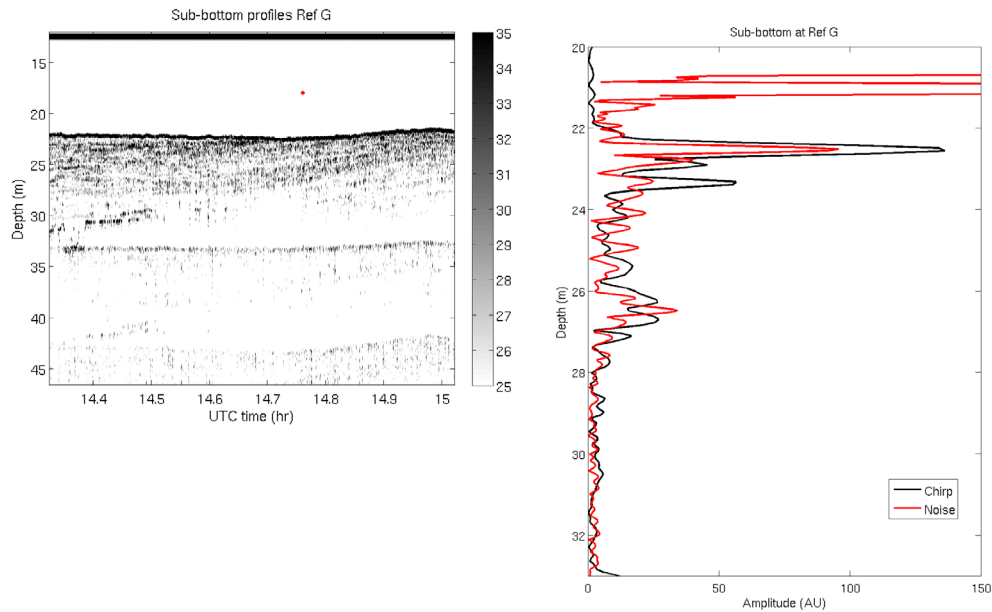 Sub-bottom profiles Ref G
15
20
25
30
35
40
45
Depth (m)
14.4 14.5 14.6 14.7 14.8 14.9 15
UTC time (hr)
35
34
33
32
31
30
29
28
27
26
25
Sub-bottom at Ref G
20
22
24
26
28
30
32
Depth (m)
Chirp
Noise
0 50 100 150
Amplitude (AU)